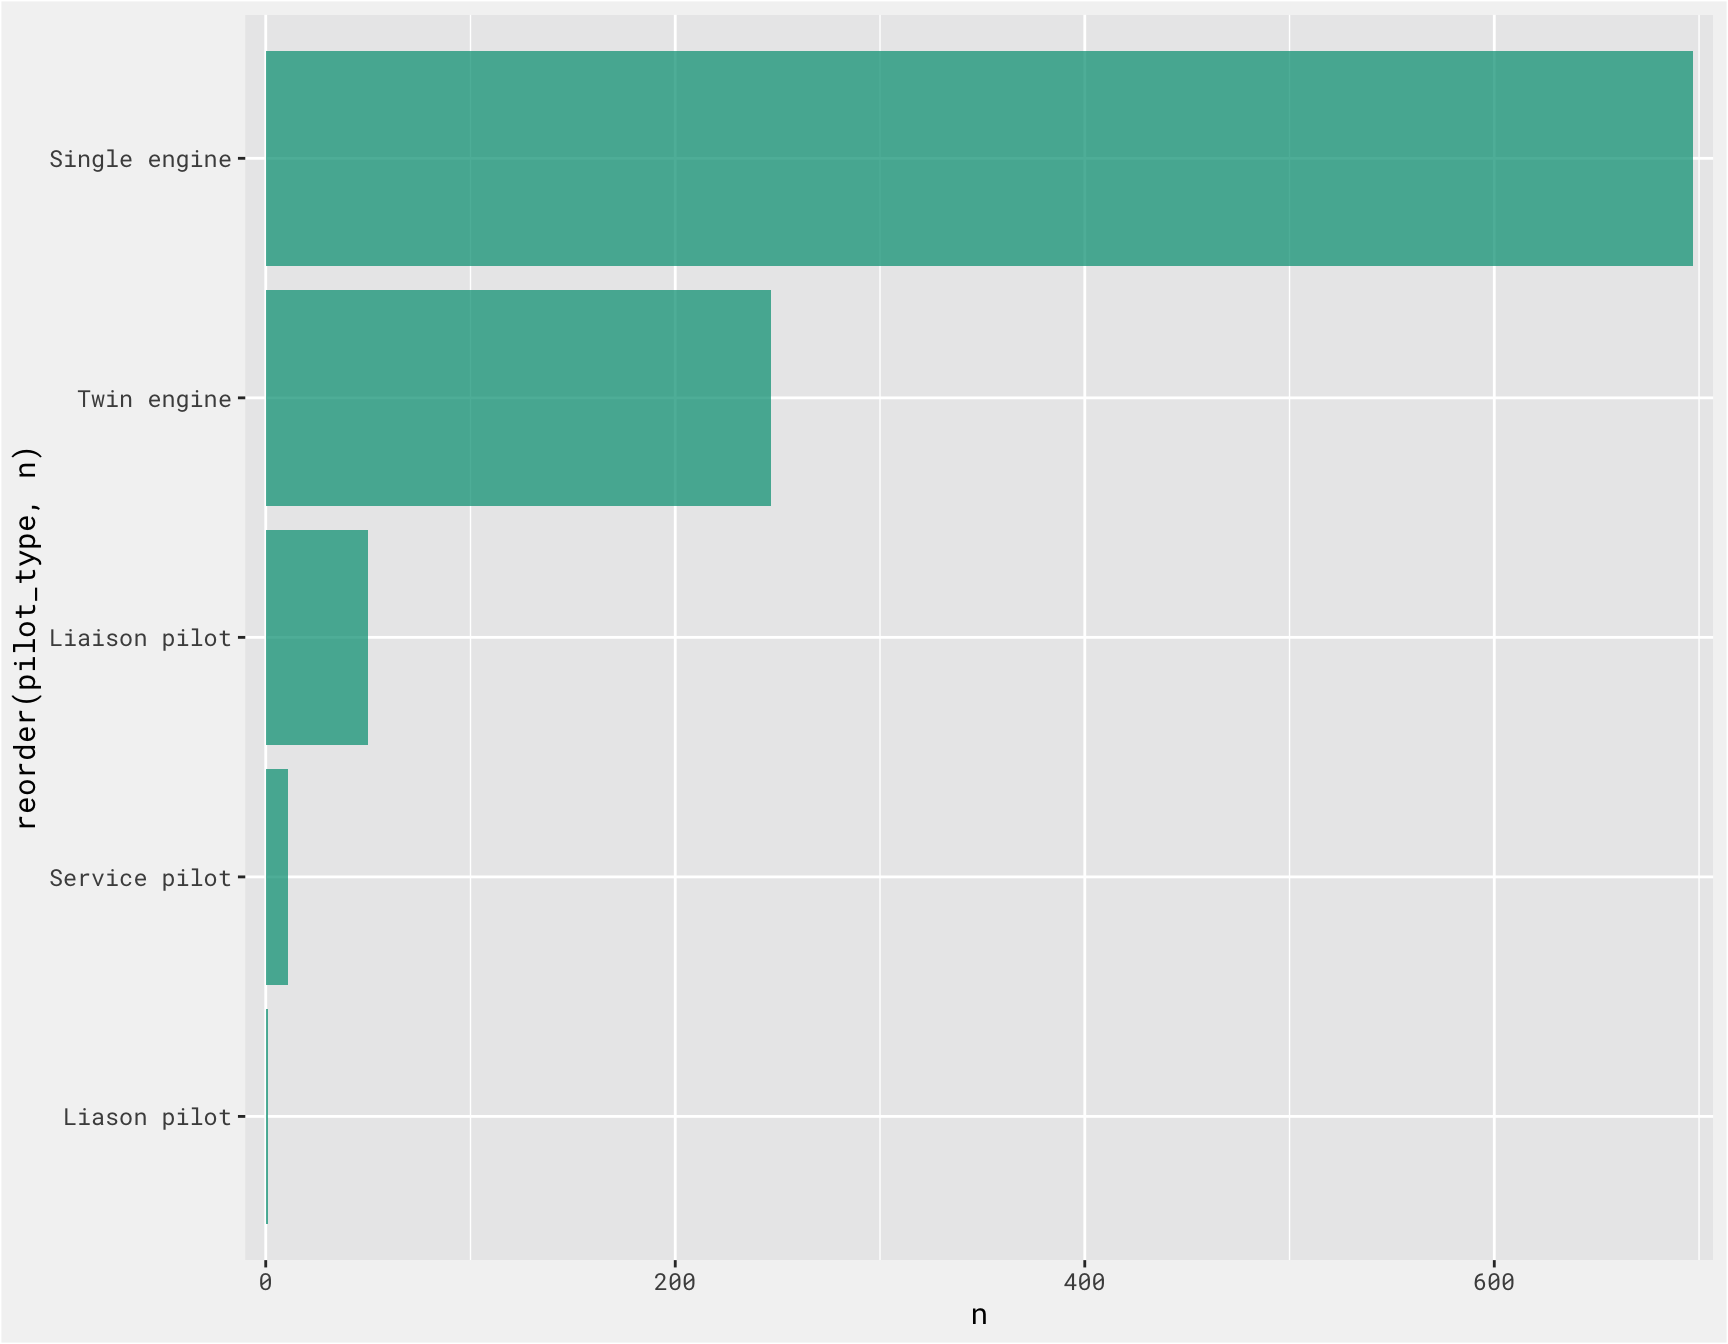 Single engine
Twin engine
Liaison pilot
Service pilot
Liason pilot
reorder(pilot_type, n)
0 200 400 600
n